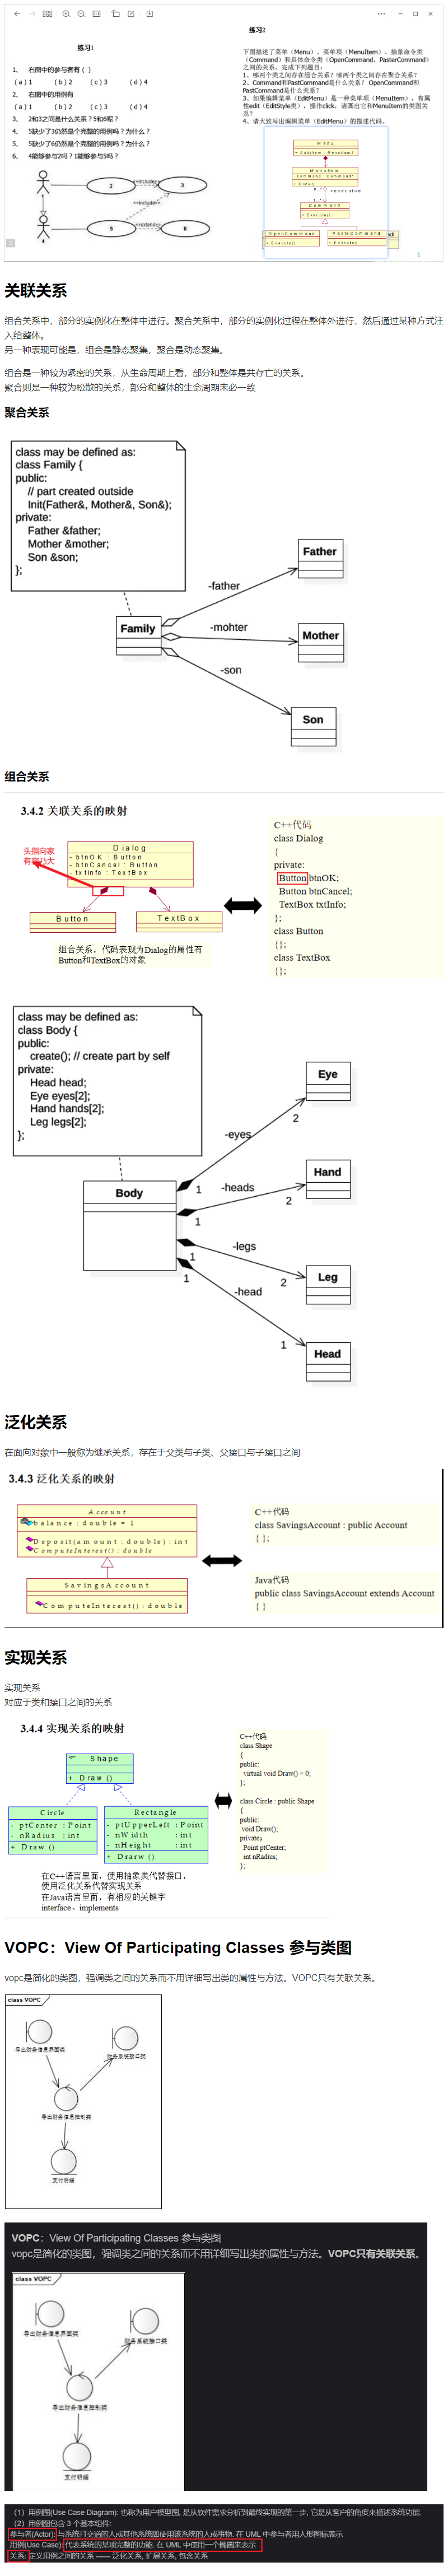 练习1
1、 右图中的参与者有（ ）
(a) 1 (b) 2 (c) 3 (d) 4
2、 右图中的用例有
(a) 1 (b) 2 (c) 3 (d) 4
3、 2和3之间是什么关系？5和6呢？
4、 5缺少了3仍然是个完整的用例吗？为什么？
5、 5缺少了6仍然是个完整的用例吗？为什么？
6、 4能够参与2吗？1能够参与5吗？
1
2
<<include>>
3
<<include>>
4
5
<<extend>>
6
练习2
下图描述了菜单（Menu）、菜单项（MenuItem）、抽象命令类
（Command）和具体命令类（OpenCommand，PasterCommand）
之间的关系。完成下列题目：
1、哪两个类之间存在组合关系？哪两个类之间存在聚合关系？
2、Command和PastCommand是什么关系？OpenCommand和
PastCommand是什么关系？
3、如果编辑菜单（EditMenu）是一种菜单项（MenuItem），有属
性edit（EditStyle类），操作click，请画出它和MenuItem的类图关
系？
4、请大致写出编辑菜单（EditMenu）的描述代码。
Menu
MenuItem
Command
+ Execute()
OpenCommand
+ Execute()
PasteCommand
+ Execute()
1
关联关系
组合关系中，部分的实例化在整体中进行。聚合关系中，部分的实例化过程在整体外进行，然后通过某种方式注
入给整体。
另一种表现可能是，组合是静态聚集，聚合是动态聚集。
组合是一种较为紧密的关系，从生命周期上看，部分和整体是共存亡的关系。
聚合则是一种较为松散的关系，部分和整体的生命周期未必一致
聚合关系
class may be defined as:
class Family {
public:
// part created outside
Init(Father&, Mother&, Son&);
private:
Father &father;
Mother &mother;
Son &son;
};
Family
-father
Father
-mohter
Mother
-son
Son
组合关系
3.4.2 关联关系的映射
头指向家
有容乃大
Dialog
- btnOK : Button
- btnCancel : Button
- txtInfo : TextBox
Button
TextBox
组合关系，代码表现为Dialog的属性有
Button和TextBox的对象
C++代码
class Dialog
{
private:
Button btnOK;
Button btnCancel;
TextBox txtInfo;
};
class Button
{};
class TextBox
{};
class may be defined as:
class Body {
public:
create(); // create part by self
private:
Head head;
Eye eyes[2];
Hand hands[2];
Leg legs[2];
};
Body
-eyes
1
2
Eye
-heads
1
2
Hand
-legs
1
2
Leg
-head
1
1
Head
泛化关系
在面向对象中一般称为继承关系，存在于父类与子类、父接口与子接口之间
3.4.3 泛化关系的映射
Account
balance : double = 1
Deposit(amount : double) : int
ComputeInterest() : double
SavingsAccount
ComputeInterest() : double
C++代码
class SavingsAccount : public Account
{ };
Java代码
public class SavingsAccount extends Account
{ }
实现关系
实现关系
对应于类和接口之间的关系
3.4.4 实现关系的映射
Shape
+ Draw ()
Circle
- ptCenter : Point
- nRadius : int
+ Draw ()
Rectangle
- ptUpperLeft : Point
- nWidth : int
- nHeight : int
+ Drarw ()
在C++语言里面，使用抽象类代替接口，
使用泛化关系代替实现关系
在Java语言里面，有相应的关键字
interface、implements
C++代码
class Shape
{
public:
virtual void Draw() = 0;
};
class Circle : public Shape
{
public:
void Draw();
private:
Point ptCenter;
int nRadius;
};
VOPC：View Of Participating Classes 参与类图
vopc是简化的类图，强调类之间的关系而不用详细写出类的属性与方法。VOPC只有关联关系。
class VOPC
导出财务信息界面类
财务系统接口类
导出财务信息控制类
支付明细
VOPC：View Of Participating Classes 参与类图
vopc是简化的类图，强调类之间的关系而不用详细写出类的属性与方法。VOPC只有关联关系。
class VOPC
导出财务信息界面类
财务系统接口类
导出财务信息控制类
支付明细
（1）用例图(Use Case Diagram): 也称为用户模型图, 是从软件需求分析到最终实现的第一步, 它是从客户的角度来描述系统功能.
（2）用例图包含 3 个基本组件:
参与者(Actor): 与系统打交道的人或其他系统即使用该系统的人或事物. 在 UML 中参与者用人形图标表示
用例(Use Case): 代表系统的某项完整的功能. 在 UML 中使用一个椭圆来表示
关系: 定义用例之间的关系 —— 泛化关系, 扩展关系, 包含关系